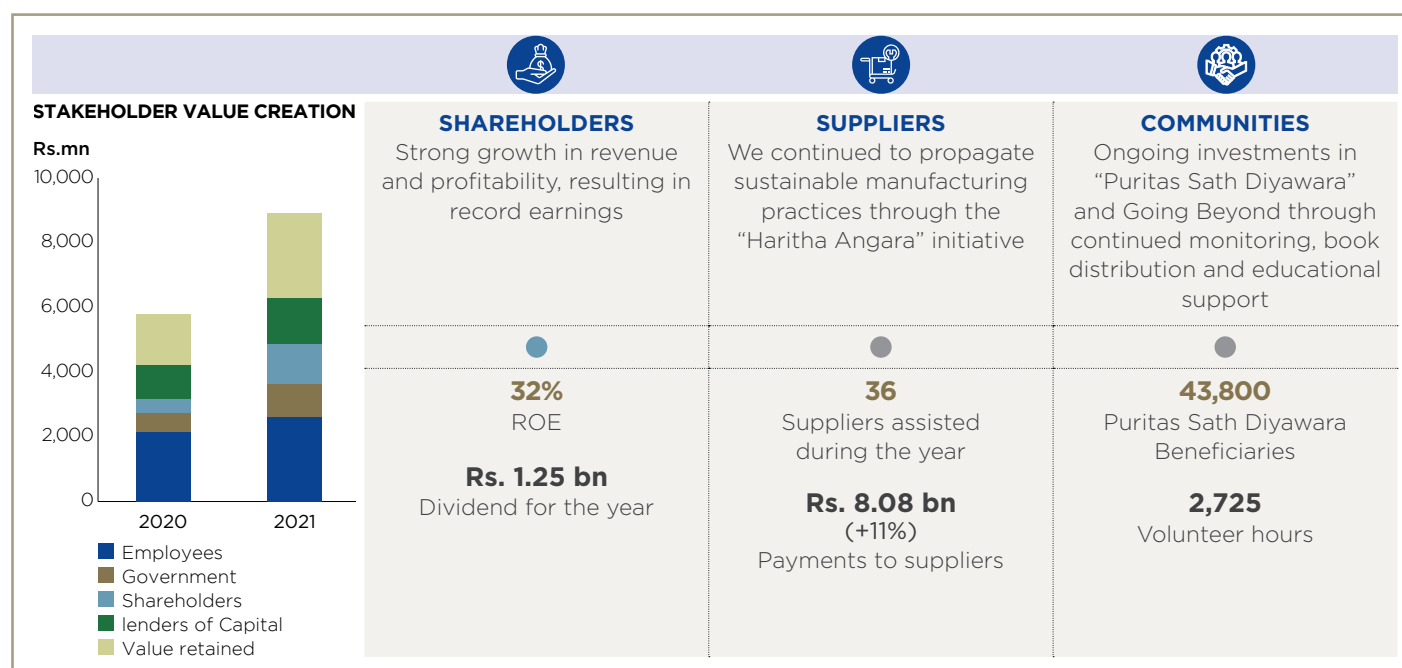 STAKEHOLDER VALUE CREATION
Rs.mn
10,000
8,000
6,000
4,000
2,000
0
2020
2021
Employees
Government
Shareholders
lenders of Capital
Value retained
SHAREHOLDERS
Strong growth in revenue
and profitability, resulting in
record earnings
32%
ROE
Rs. 1.25 bn
Dividend for the year
SUPPLIERS
We continued to propagate
sustainable manufacturing
practices through the
“Haritha Angara” initiative
36
Suppliers assisted
during the year
Rs. 8.08 bn
(+11%)
Payments to suppliers
COMMUNITIES
Ongoing investments in
“Puritas Sath Diyawara”
and Going Beyond through
continued monitoring, book
distribution and educational
support
43,800
Puritas Sath Diyawara
Beneficiaries
2,725
Volunteer hours